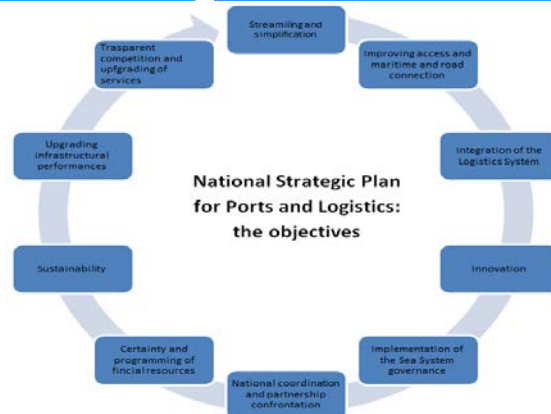 Streamiling and
simplification
Improving access and
maritime and road
connection
Integration of the
Logistics System
Innovation
Implementation of
the Sea System
governance
National coordination
and partnership
confrontation
Certainty and
programming of
fincial resources
Sustainability
Upgrading
infrastructural
performances
Trasparent
competition and
upfgrading of
services
National Strategic Plan
for Ports and Logistics:
the objectives